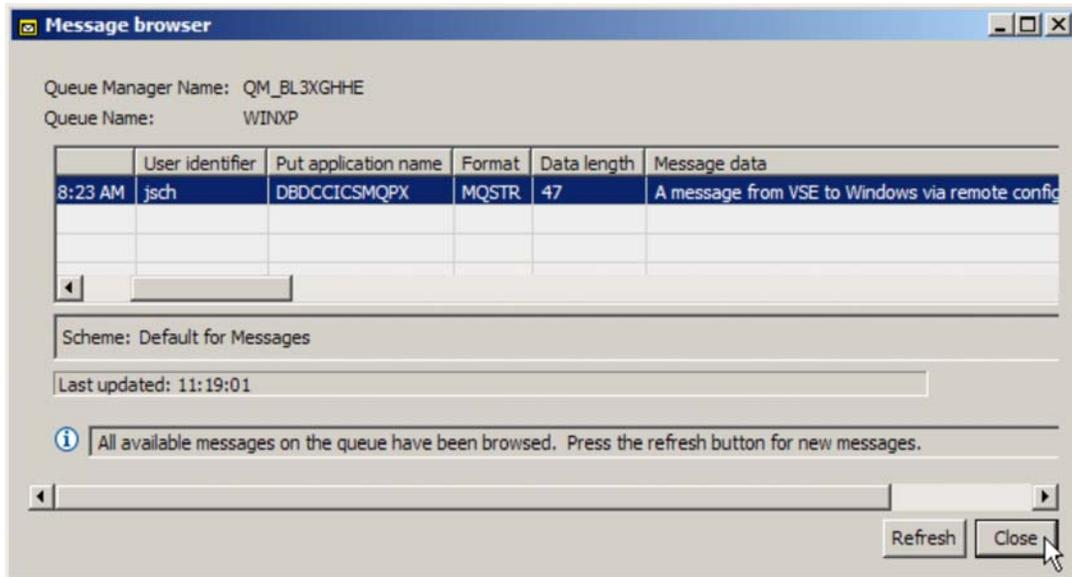 Message browser
Queue Manager Name: QM_BL3XGHHE
Queue Name: WINXP
User identifier Put application name Format Data length Message data
8:23 AM jsch DBDCCICSMQPX MQSTR 47 A message from VSE to Windows via remote config
Scheme: Default for Messages
Last updated: 11:19:01
All available messages on the queue have been browsed. Press the refresh button for new messages.
Refresh Close